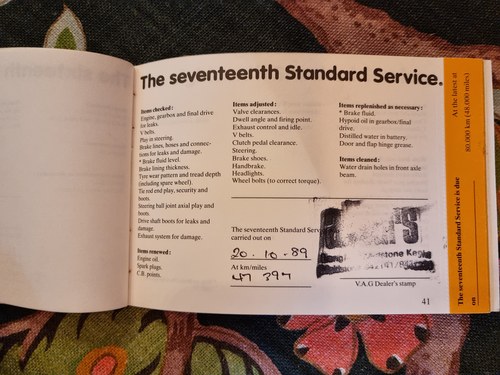 The seventeenth Standard Service.
Items checked:
Engine, gearbox and final drive
for leaks.
V belts.
Play in steering.
Brake lines, hoses and connec-
tions for leaks and damage.
* Brake fluid level.
Brake lining thickness.
Tyre wear pattern and tread depth
(including spare wheel).
Tie rod end play, security and
boots.
Steering ball joint axial play and
boots.
Drive shaft boots for leaks and
damage.
Exhaust system for damage.
Items renewed:
Engine oil.
Spark plugs.
C.B. points.
Items adjusted:
Valve clearances.
Dwell angle and firing point.
Exhaust control and idle.
V belts.
Clutch pedal clearance.
Steering.
Brake shoes.
Handbrake.
Headlights.
Wheel bolts (to correct torque).
The seventeenth Standard Serv
carried out on
20·10·89
At km/miles
47 397
Items replenished as necessary:
* Brake fluid.
Hypoid oil in gearbox/final
drive.
Distilled water in battery.
Door and flap hinge grease.
Items cleaned:
Water drain holes in front axle
beam.
V.A.G Dealer's stamp
41
At the latest at
80,000 km (48,000 miles)
The seventeenth Standard Service is due
on